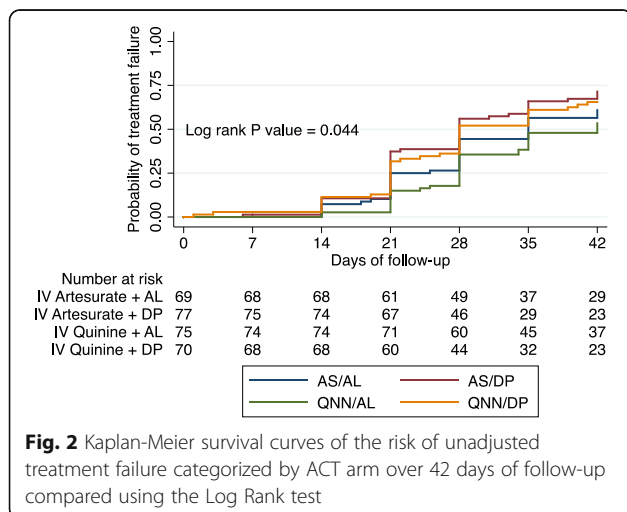 Probability of treatment failure
1.00
0.75
0.50
0.25
0.00
Log rank P value = 0.044
0 7 14 21 28 35 42
Days of follow-up
Number at risk
IV Artesurate + AL 69 68 68 61 49 37 29
IV Artesurate + DP 77 75 74 67 46 29 23
IV Quinine + AL 75 74 74 71 60 45 37
IV Quinine + DP 70 68 68 60 44 32 23
AS/AL AS/DP
QNN/AL QNN/DP
Fig. 2 Kaplan-Meier survival curves of the risk of unadjusted
treatment failure categorized by ACT arm over 42 days of follow-up
compared using the Log Rank test